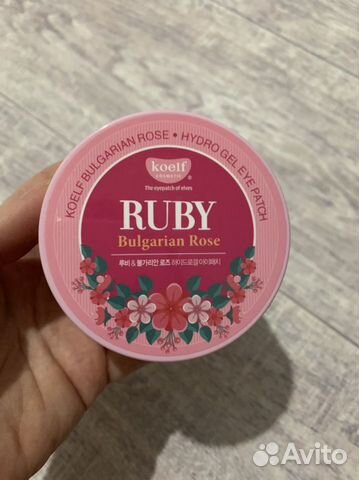 KOELF BULGARIAN ROSE • HYDRO GEL EYE PATCH
koelf
COSMETIC
®
The eyepatch of elves
RUBY
Bulgarian Rose
루비 & 불가리안 로즈 하이드로겔 아이패치
Avito